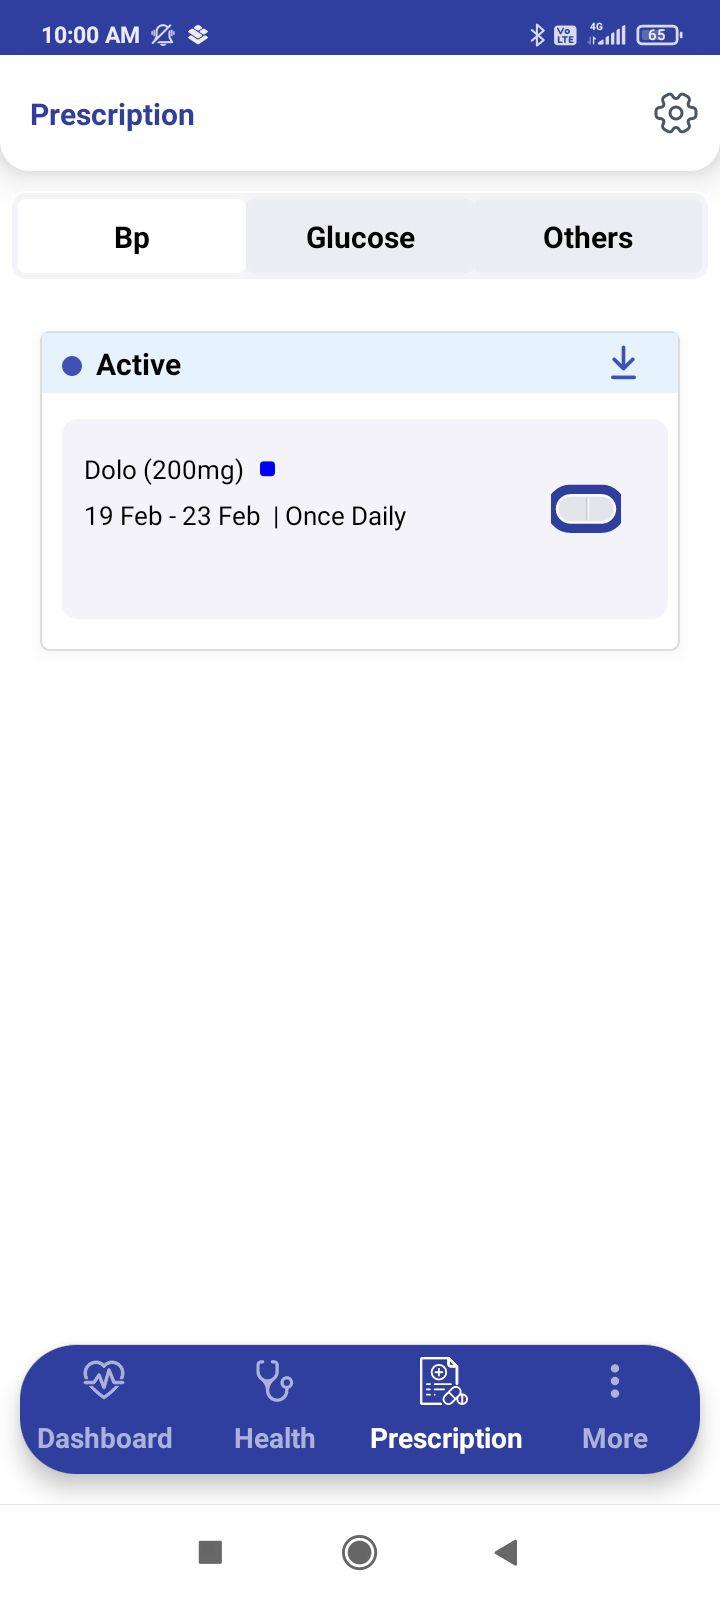 10:00 AM
4G
Vo
LTE
65
Prescription
Bp
Glucose
Others
Active
Dolo (200mg)
19 Feb - 23 Feb | Once Daily
Dashboard
Health
Prescription
More